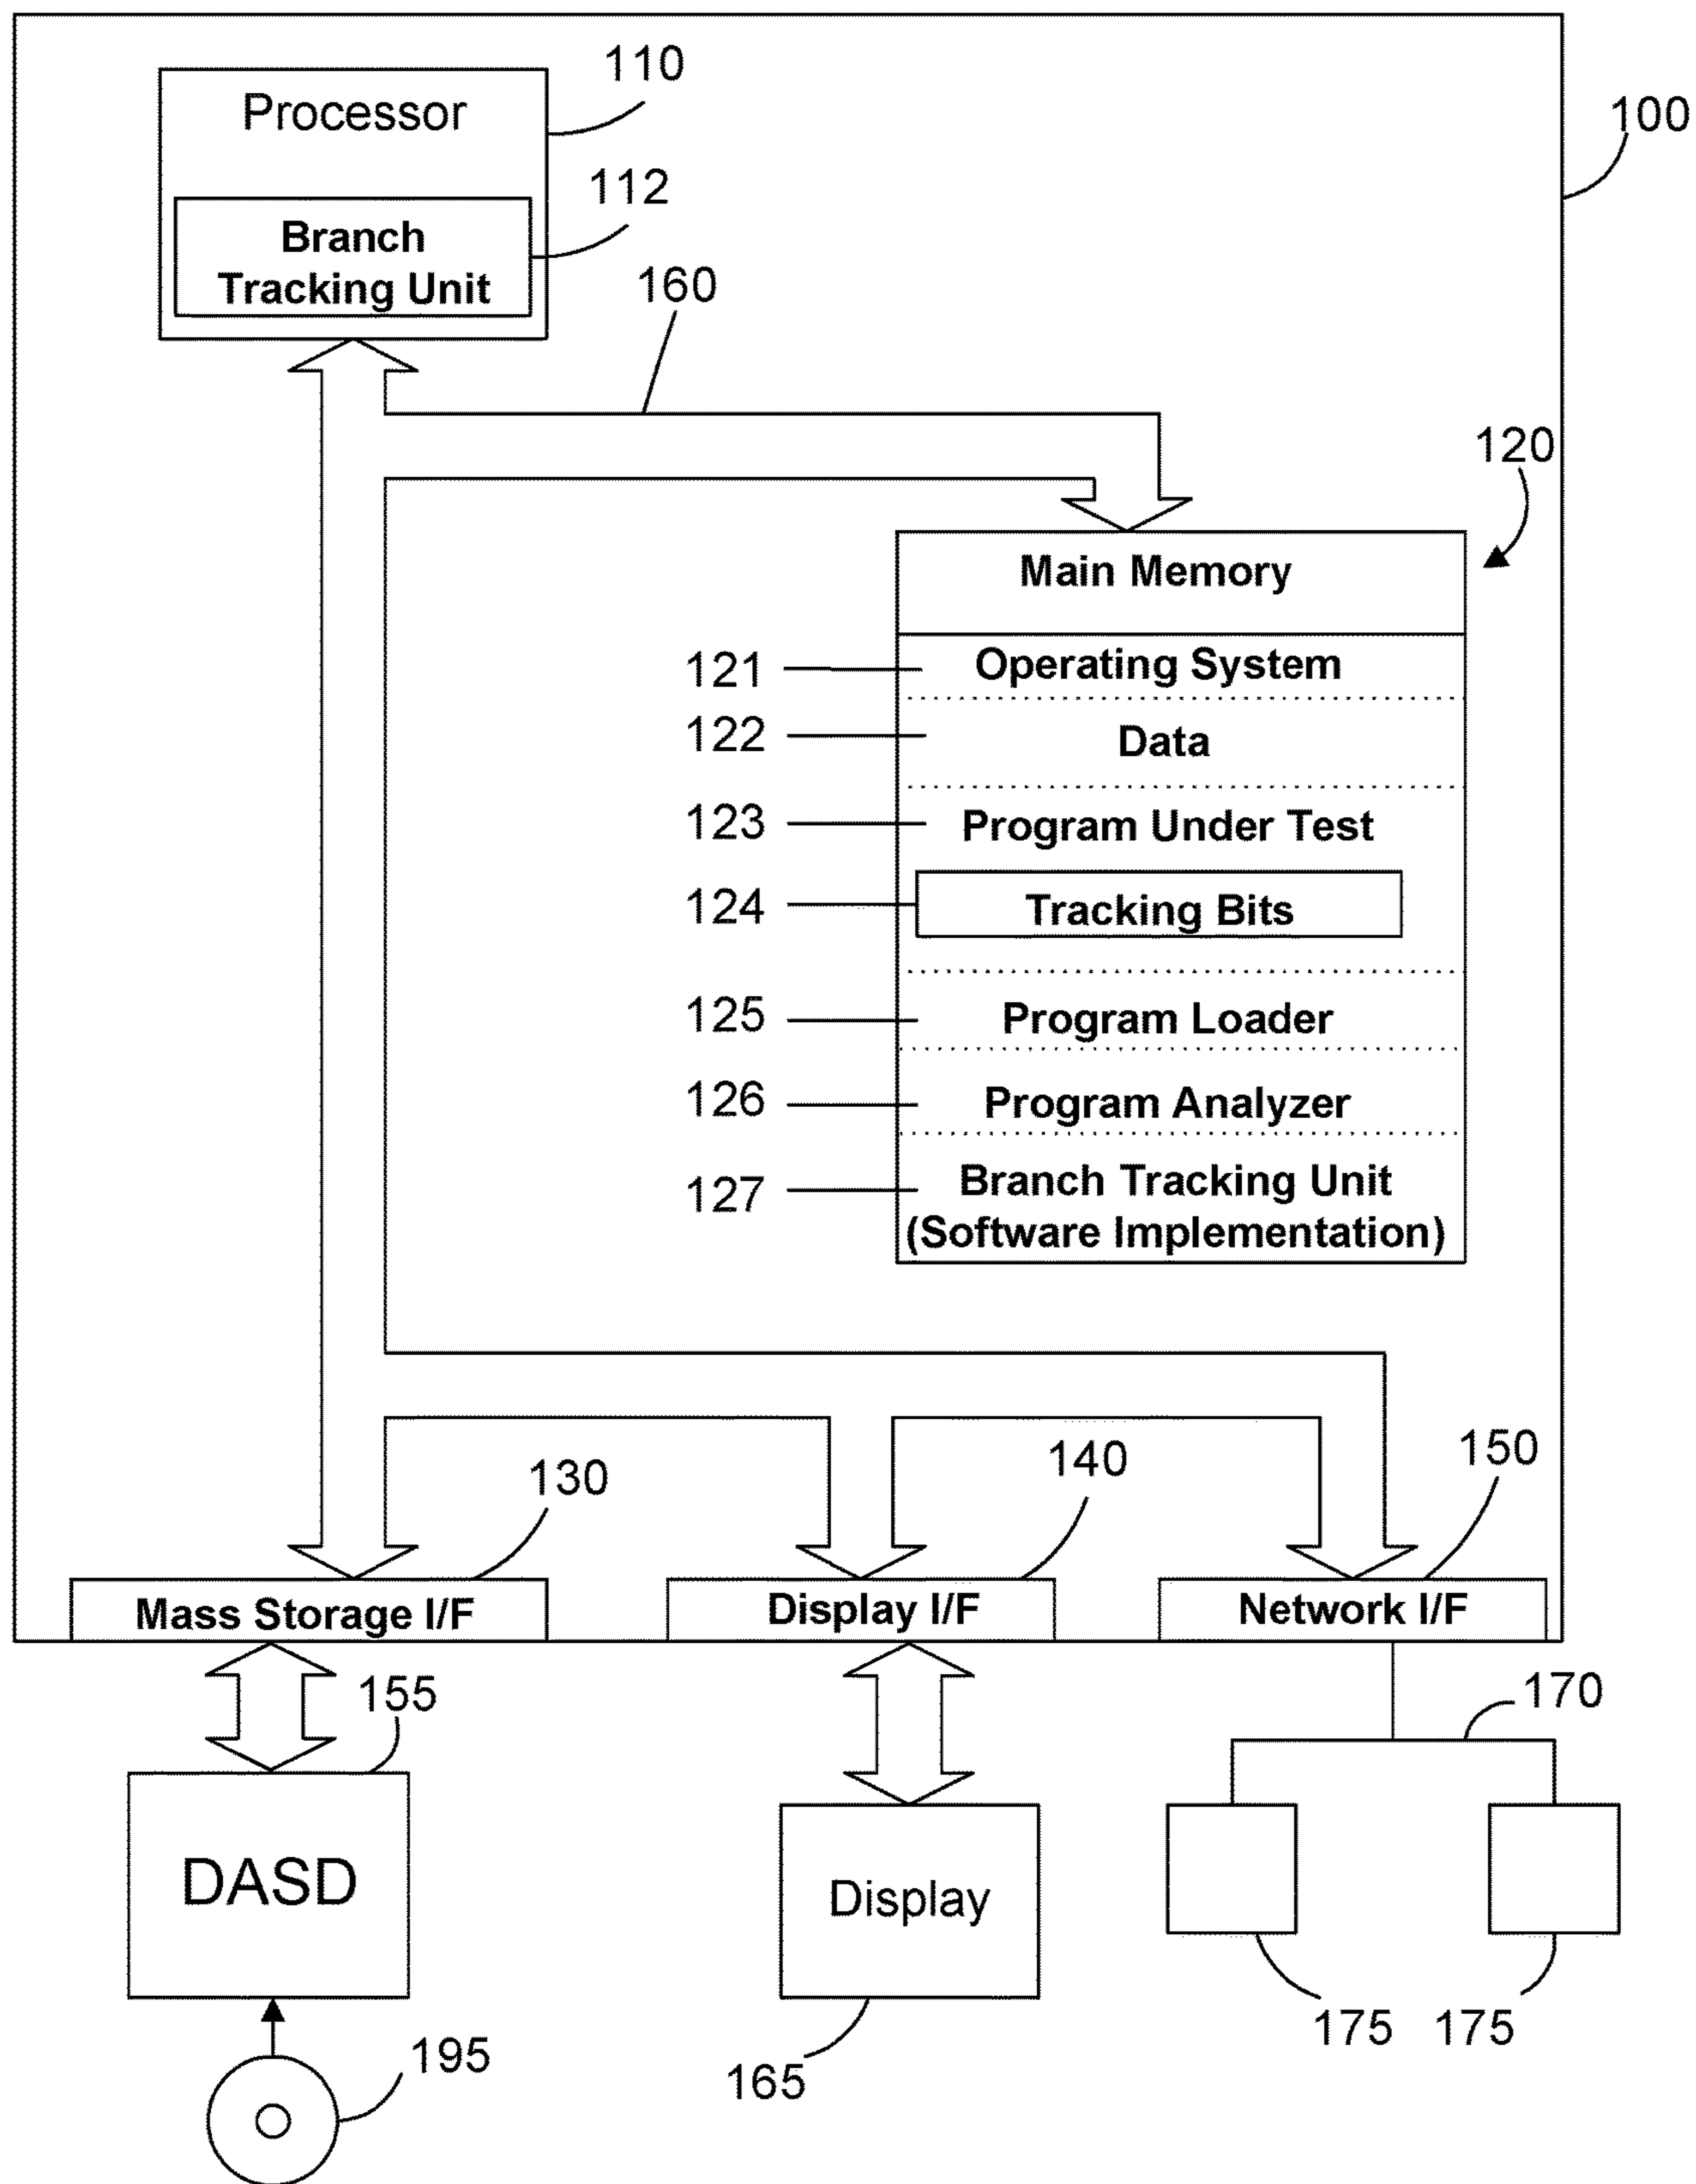 110
Processor
100
112
Branch
Tracking Unit
160
120
Main Memory
121
Operating System
122
Data
123
Program Under Test
124
Tracking Bits
125
Program Loader
126
Program Analyzer
127
Branch Tracking Unit
(Software Implementation)
130
140
150
Mass Storage I/F
Display I/F
Network I/F
155
170
DASD
Display
175
175
195
165